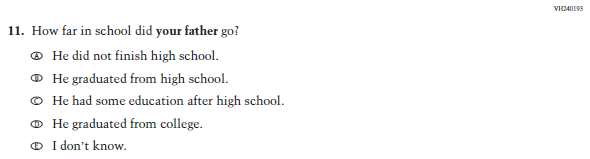 VH240193
11. How far in school did your father go?
Ⓐ He did not finish high school.
Ⓑ He graduated from high school.
Ⓒ He had some education after high school.
Ⓓ He graduated from college.
Ⓔ I don't know.